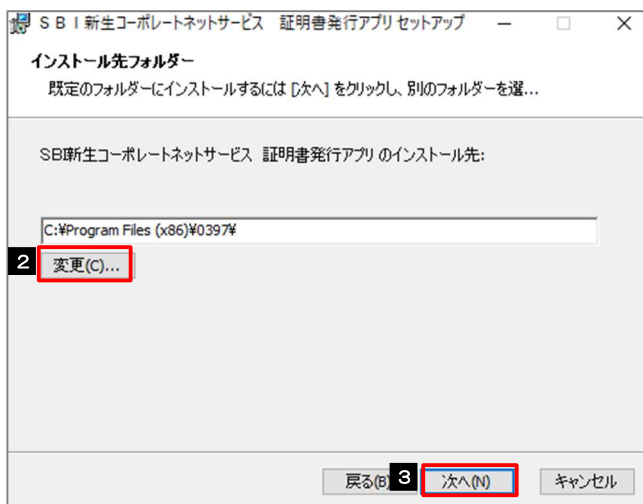 ＳＢＩ新生コーポレートネットサービス　証明書発行アプリ セットアップ
インストール先フォルダー
既定のフォルダーにインストールするには [次へ] をクリックし、別のフォルダーを選...
SBI新生コーポレートネットサービス 証明書発行アプリ のインストール先:
C:¥Program Files (x86)¥0397¥
2 変更(C)...
戻る(B) 3 次へ(N) キャンセル